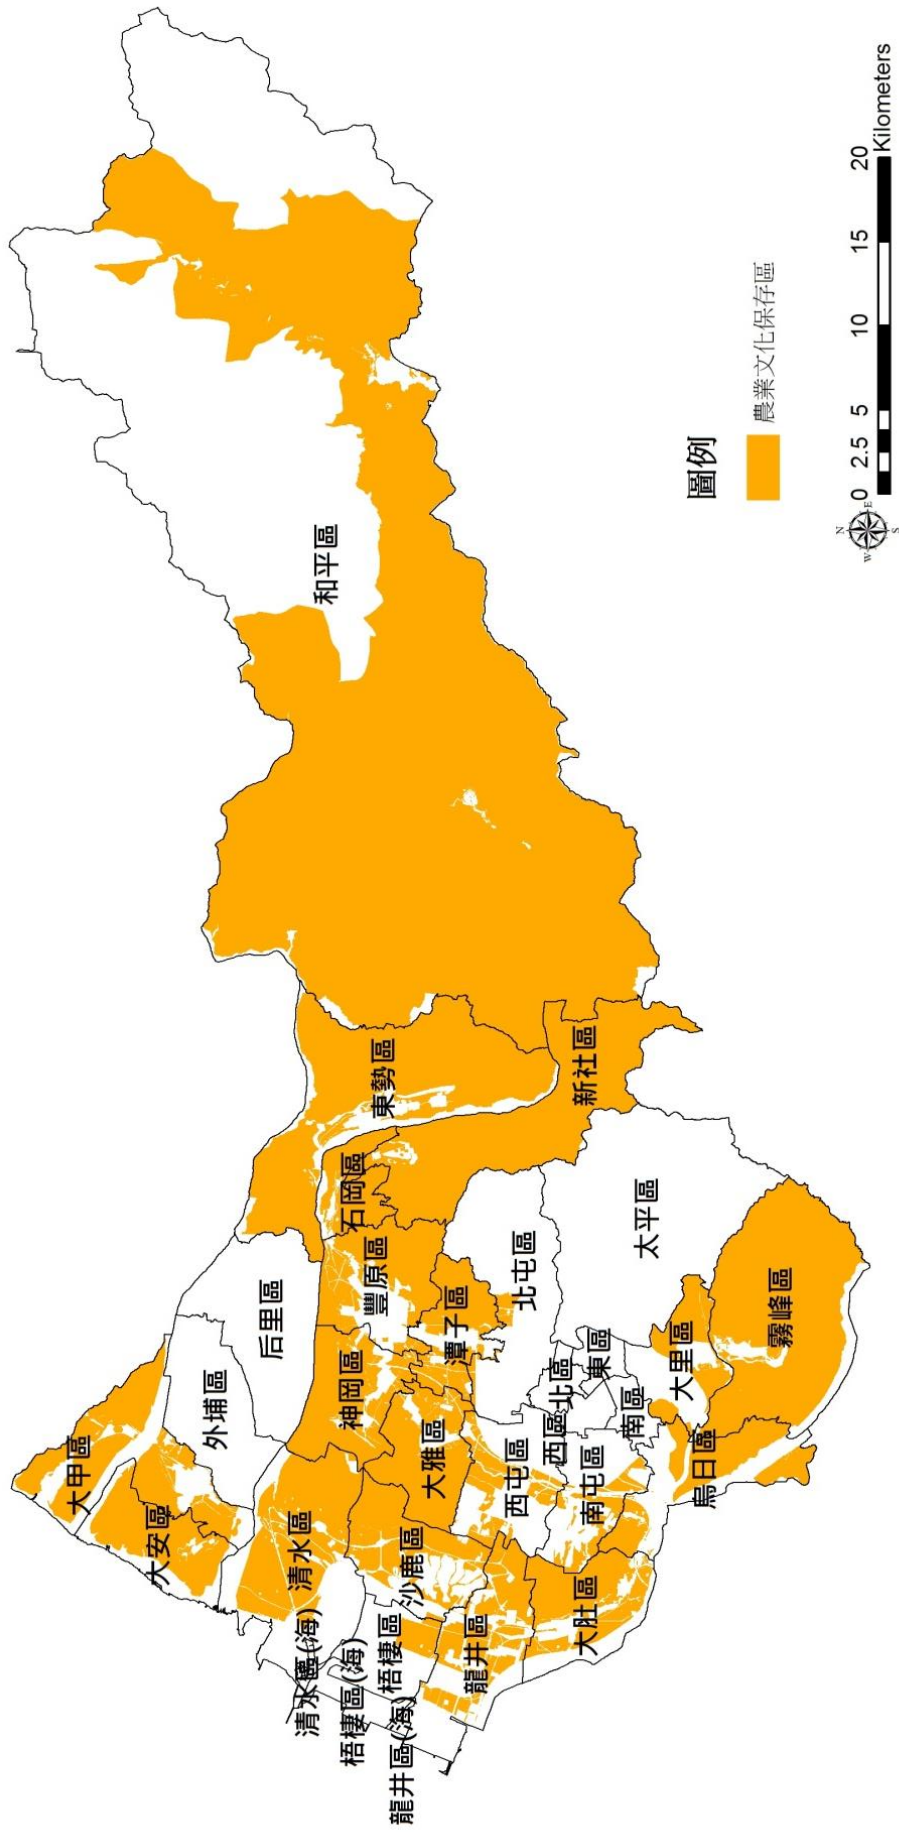 大甲區
大安區
外埔區
后里區
清水區
清水區(海)
神岡區
豐原區
石岡區
東勢區
和平區
梧棲區(海)
梧棲區
沙鹿區
大雅區
潭子區
新社區
龍井區(海)
龍井區
西屯區
北屯區
大肚區
南屯區
西區
北區
東區
南區
太平區
烏日區
大里區
霧峰區
圖例
農業文化保存區
N
W
E
S
0 2.5 5 10 15 20
Kilometers